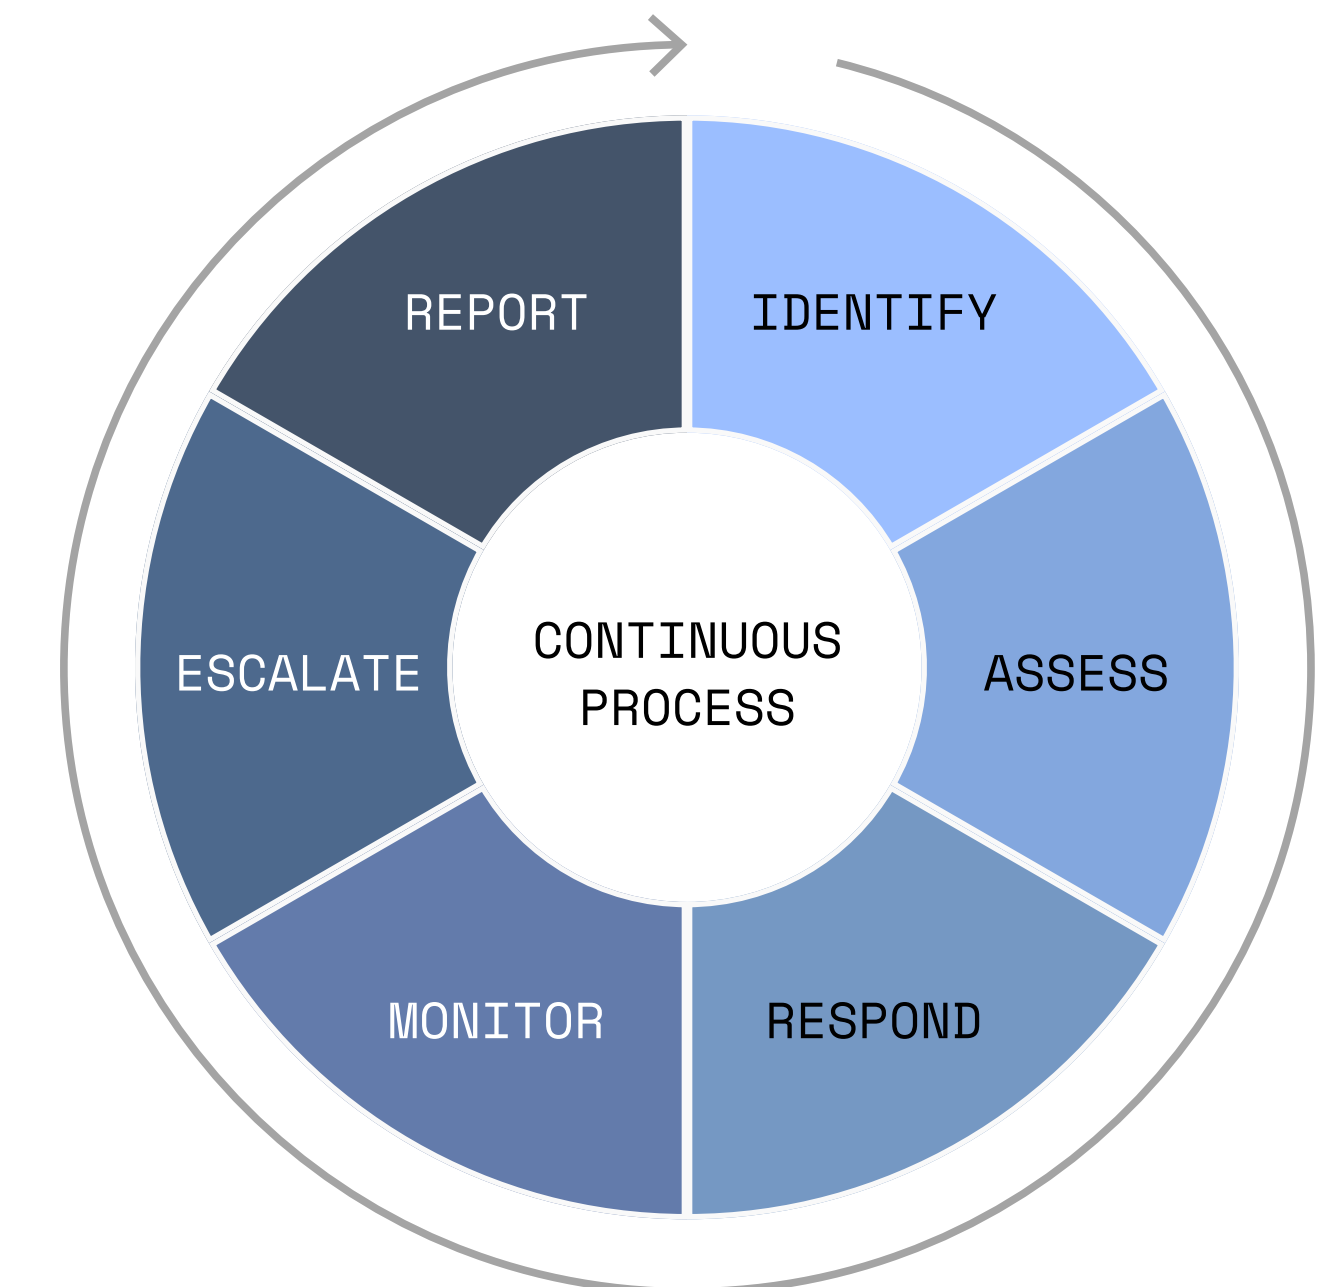 REPORT
IDENTIFY
CONTINUOUS
PROCESS
ESCALATE
ASSESS
MONITOR
RESPOND